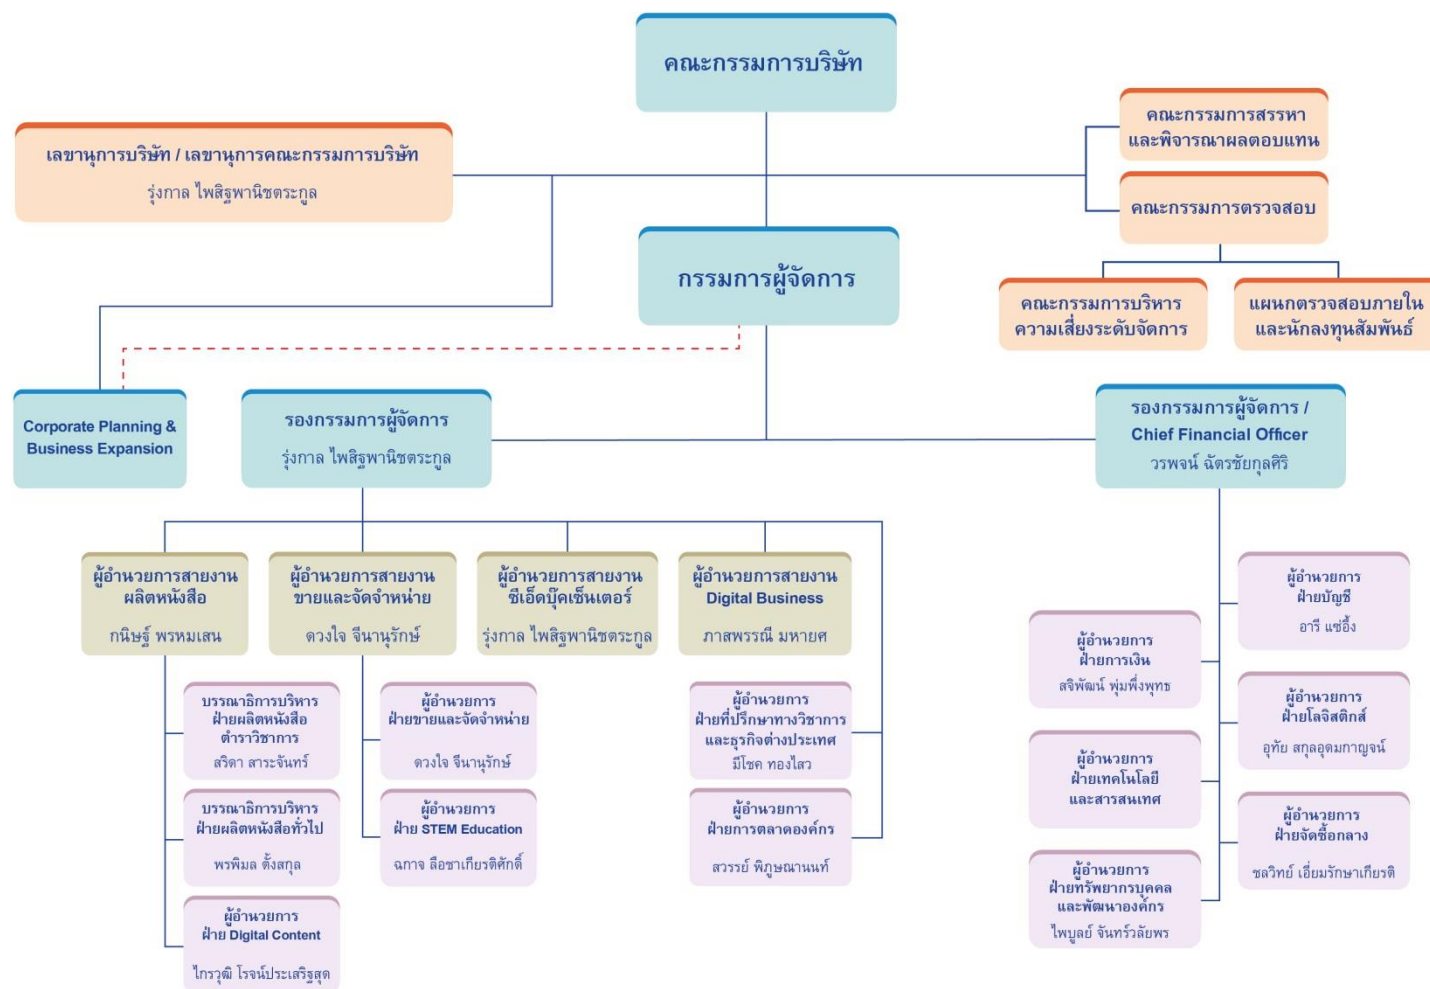 คณะกรรมการบริษัท
เลขานุการบริษัท / เลขานุการคณะกรรมการบริษัท
รุ่งกาล ไพสิฐพานิชตระกูล
คณะกรรมการสรรหา
และพิจารณาผลตอบแทน
คณะกรรมการตรวจสอบ
กรรมการผู้จัดการ
คณะกรรมการบริหาร
ความเสี่ยงระดับจัดการ
แผนกตรวจสอบภายใน
และนักลงทุนสัมพันธ์
Corporate Planning &
Business Expansion
รองกรรมการผู้จัดการ
รุ่งกาล ไพสิฐพานิชตระกูล
รองกรรมการผู้จัดการ /
Chief Financial Officer
วรพจน์ ฉัตรชัยกุลศิริ
ผู้อำนวยการสายงาน
ผลิตหนังสือ
กนิษฐ์ พรหมเสน
ผู้อำนวยการสายงาน
ขายและจัดจำหน่าย
ดวงใจ จีนานุรักษ์
ผู้อำนวยการสายงาน
ซีเอ็ดบุ๊คเซ็นเตอร์
รุ่งกาล ไพสิฐพานิชตระกูล
ผู้อำนวยการสายงาน
Digital Business
ภาสพรรณี มหายศ
บรรณาธิการบริหาร
ฝ่ายผลิตหนังสือ
ตำราวิชาการ
สริดา สาระจันทร์
บรรณาธิการบริหาร
ฝ่ายผลิตหนังสือทั่วไป
พรพิมล ตั้งสกุล
ผู้อำนวยการ
ฝ่าย Digital Content
ไกรวุฒิ โรจน์ประเสริฐสุด
ผู้อำนวยการ
ฝ่ายขายและจัดจำหน่าย
ดวงใจ จีนานุรักษ์
ผู้อำนวยการ
ฝ่าย STEM Education
ฉกาจ ลือชาเกียรติศักดิ์
ผู้อำนวยการ
ฝ่ายที่ปรึกษาทางวิชาการ
และธุรกิจต่างประเทศ
มีโชค ทองไสว
ผู้อำนวยการ
ฝ่ายการตลาดองค์กร
สวรรย์ พิภูษณานนท์
ผู้อำนวยการ
ฝ่ายการเงิน
สจิพัฒน์ พุ่มพึ่งพุทธ
ผู้อำนวยการ
ฝ่ายเทคโนโลยี
และสารสนเทศ
ผู้อำนวยการ
ฝ่ายทรัพยากรบุคคล
และพัฒนาองค์กร
ไพบูลย์ จันทร์วลัยพร
ผู้อำนวยการ
ฝ่ายบัญชี
อารี แซ่อึ้ง
ผู้อำนวยการ
ฝ่ายโลจิสติกส์
อุทัย สกุลอุดมกาญจน์
ผู้อำนวยการ
ฝ่ายจัดซื้อกลาง
ชลวิทย์ เอี่ยมรักษาเกียรติ